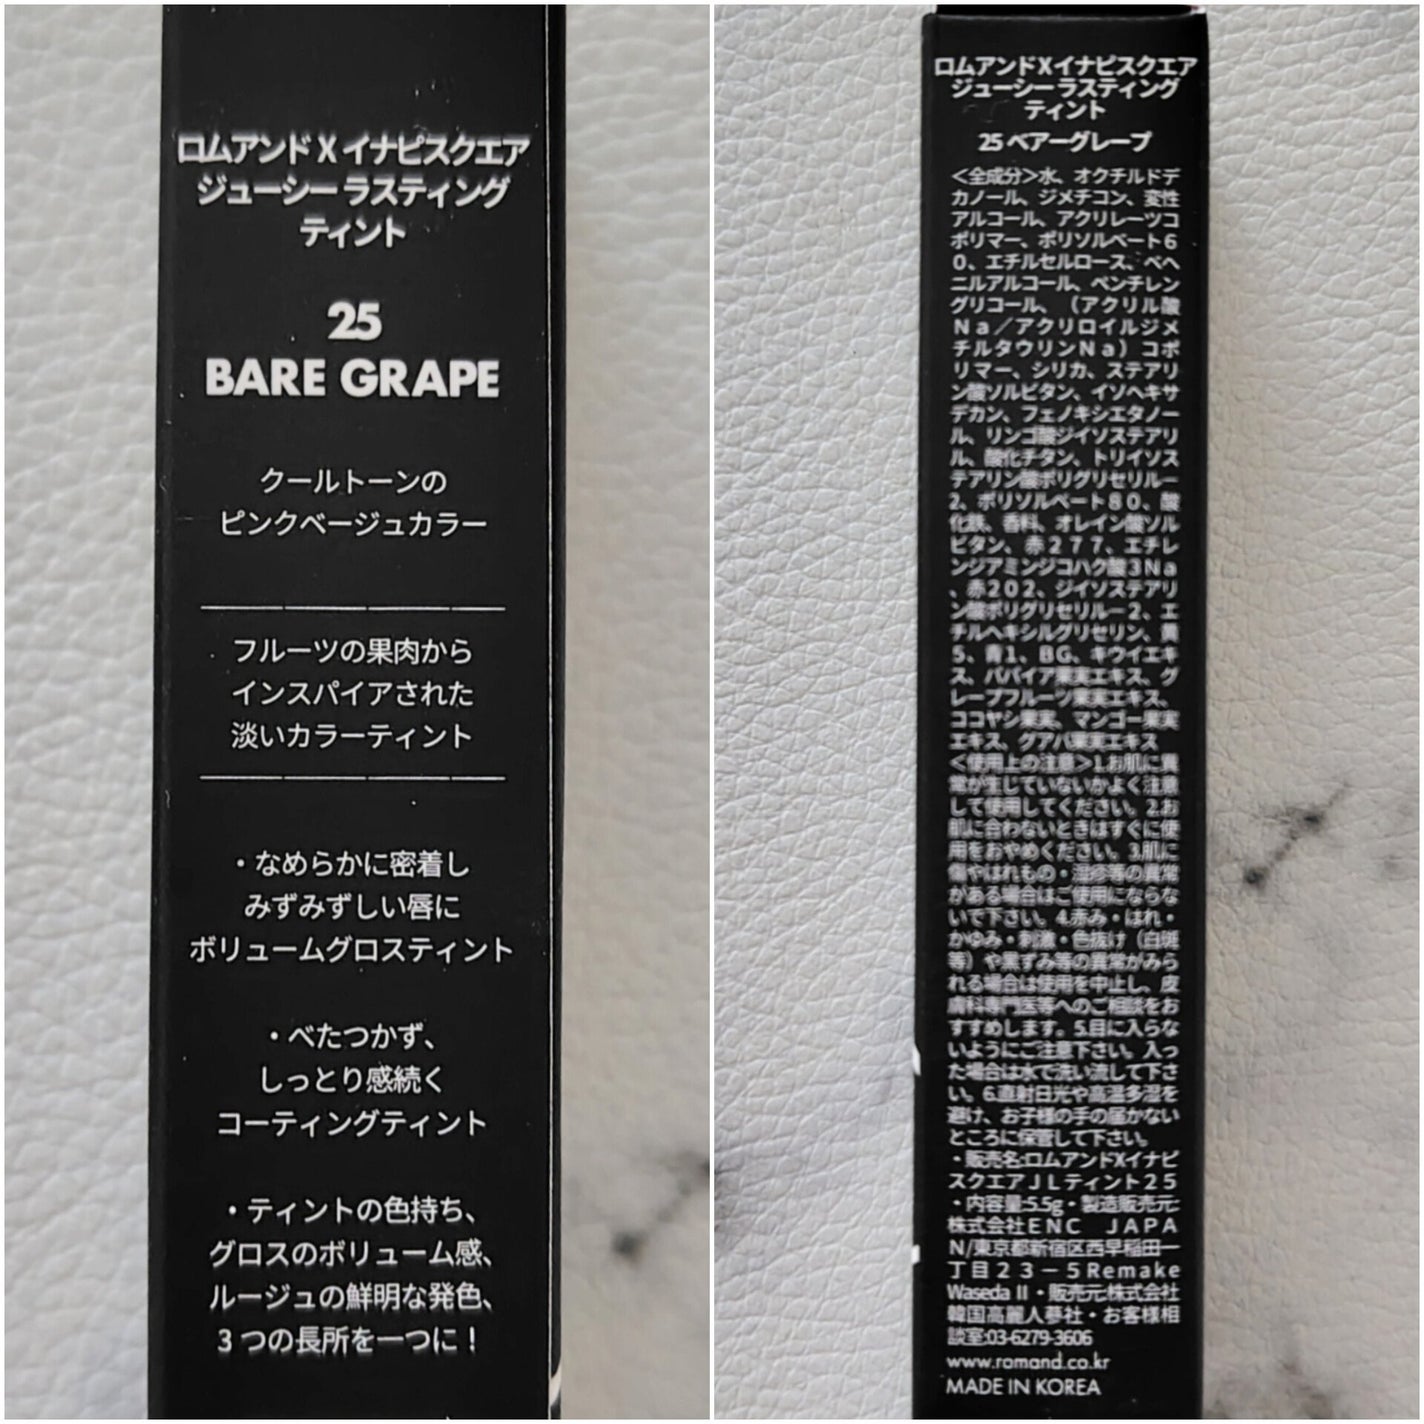 ロムアンド X イナピスクエア
ジューシー ラスティング
ティント
25
BARE GRAPE
クールトーンの
ピンクベージュカラー
フルーツの果肉から
インスパイアされた
淡いカラーティント
・なめらかに密着し
みずみずしい唇に
ボリュームグロスティント
・べたつかず、
しっとり感続く
コーティングティント
・ティントの色持ち、
グロスのボリューム感、
ルージュの鮮明な発色、
3 つの長所を一つに!
ロムアンドXイナピスクエア
ジューシー ラスティング
ティント
25 ベアーグレープ
<全成分>水、オクチルドデ
カノール、ジメチコン、変性
アルコール、アクリレーツコ
ポリマー、ポリソルベート6
0、エチルセルロース、ベヘ
ニルアルコール、ペンチレン
グリコール、(アクリル酸
Na/アクリロイルジメ
チルタウリンNa)コポ
リマー、シリカ、ステアリ
ン酸ソルビタン、イソヘキサ
デカン、フェノキシエタノー
ル、リンゴ酸ジイソステアリ
ル、酸化チタン、トリイソス
テアリン酸ポリグリセリル－
2、ポリソルベート80、酸
化鉄、香料、オレイン酸ソル
ビタン、赤227、エチレ
ンジアミンジコハク酸3Na
、赤202、ジイソステアリ
ン酸ポリグリセリル－2、エ
チルヘキシルグリセリン、黄
5、青1、BG、キウイエキ
ス、パパイア果実エキス、グ
レープフルーツ果実エキス、
ココヤシ果実、マンゴー果実
エキス、グアバ果実エキス
<使用上の注意>1.お肌に異
常が生じていないかよく注意
して使用してください。2.お
肌に合わないときはすぐに使
用をおやめください。3.肌に
傷やはれもの・湿疹等の異常
がある場合はご使用にならな
いで下さい。4.赤み・はれ・
かゆみ・刺激・色抜け(白斑
等)や黒ずみ等の異常がみら
れる場合は使用を中止し、皮
膚科専門医等へのご相談をお
すすめします。5.目に入らな
いようにご注意下さい。入っ
た場合は水で洗い流して下さ
い。6.直射日光や高温多湿を
避け、お子様の手の届かない
ところに保管して下さい。
・販売名:ロムアンドXイナピ
スクエアJLティント25
・内容量:5.5g・製造販売元:
株式会社ENC JAPA
N/東京都新宿区西早稲田一
丁目23－5Remake
Waseda II・販売元:株式会社
韓国高麗人蔘社・お客様相
談室:03-6279-3606
www.romand.co.kr
MADE IN KOREA